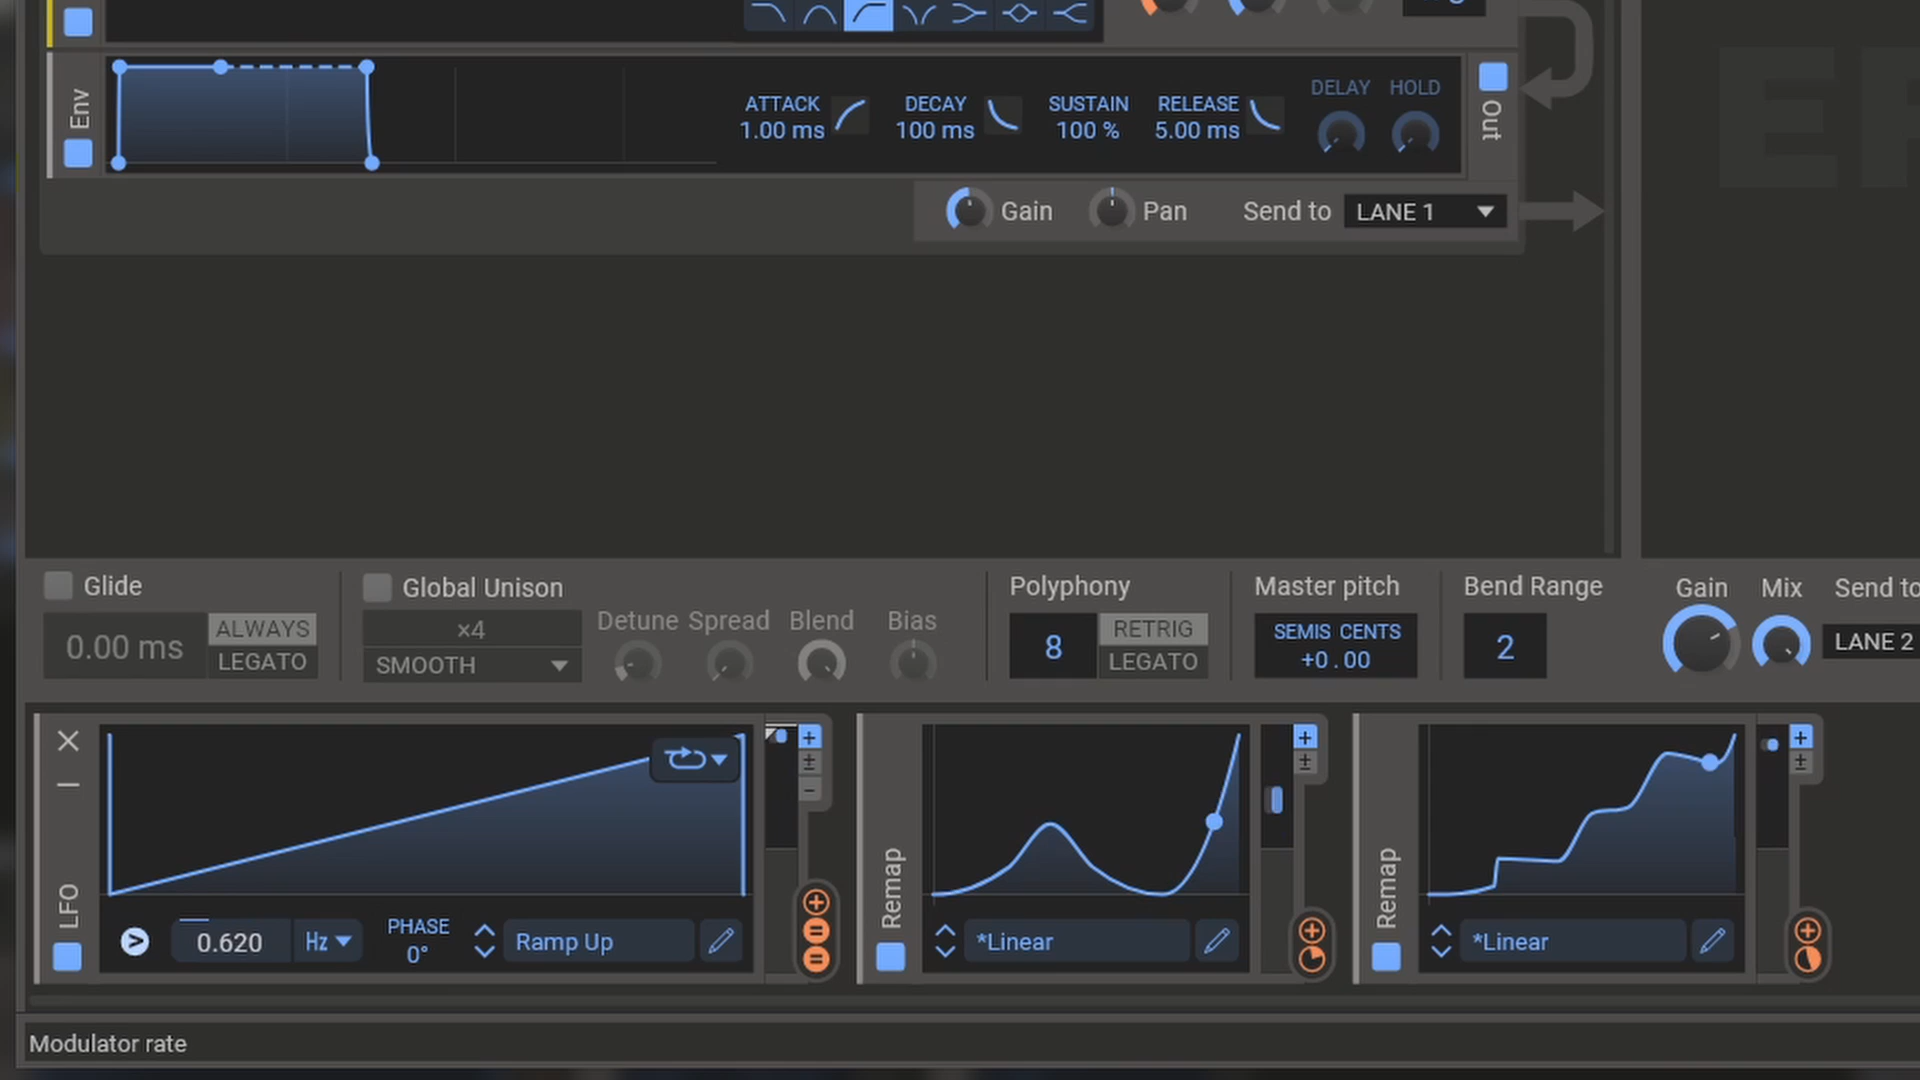 Env
ATTACK
1.00 ms
DECAY
100 ms
SUSTAIN
100 %
RELEASE
5.00 ms
DELAY
HOLD
Out
Gain
Pan
Send to
LANE 1
Glide
0.00 ms
ALWAYS
LEGATO
Global Unison
×4
SMOOTH
Detune
Spread
Blend
Bias
Polyphony
8
RETRIG
LEGATO
Master pitch
SEMIS CENTS
+0.00
Bend Range
2
Gain
Mix
Send to
LANE 2
LFO
0.620
Hz
PHASE
0°
Ramp Up
Remap
*Linear
Remap
*Linear
Modulator rate